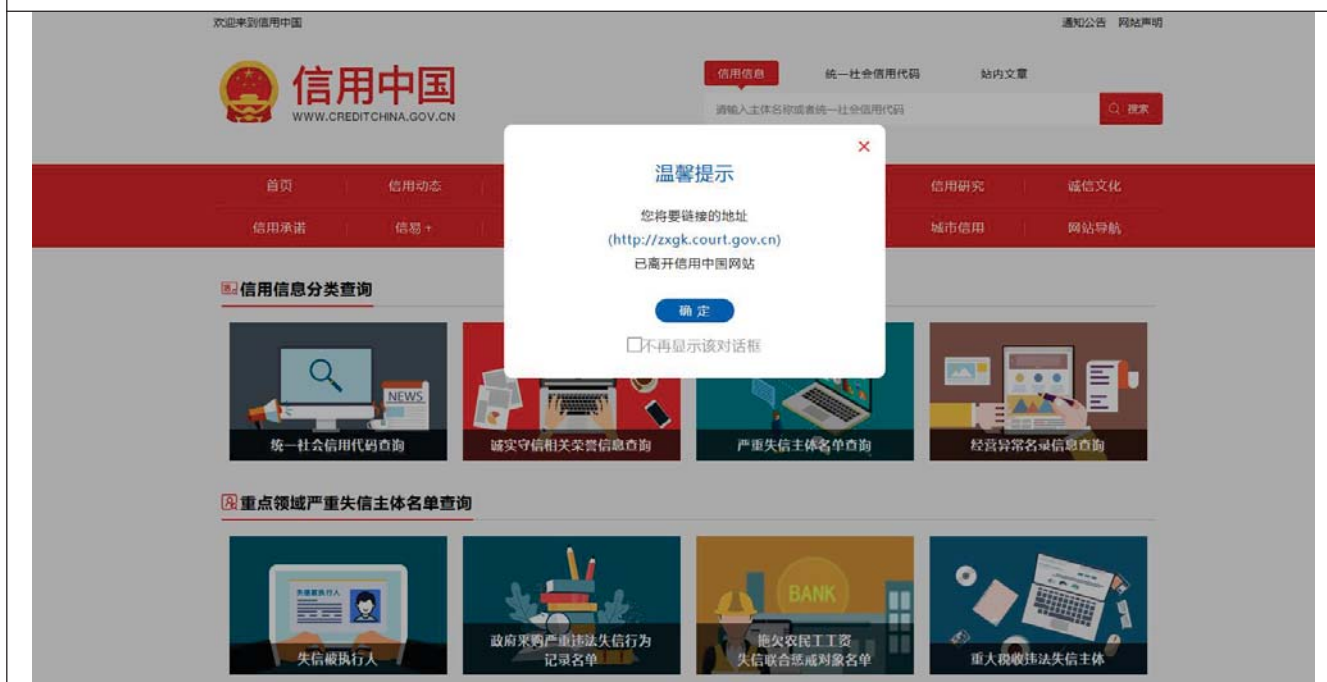 欢迎来到信用中国
通知公告 网站声明
信用中国
WWW.CREDITCHINA.GOV.CN
信用信息 统一社会信用代码 站内文章
请输入主体名称或者统一社会信用代码
搜索
温馨提示
您将要链接的地址
(http://zxgk.court.gov.cn)
已离开信用中国网站
确 定
不再显示该对话框
首页 信用动态 信用研究 诚信文化
信用承诺 信易+ 城市信用 网站导航
信用信息分类查询
NEWS
统一社会信用代码查询
诚实守信相关荣誉信息查询
严重失信主体名单查询
经营异常名录信息查询
重点领域严重失信主体名单查询
失信被执行人
失信被执行人
政府采购严重违法失信行为
记录名单
BANK
拖欠农民工工资
失信联合惩戒对象名单
重大税收违法失信主体